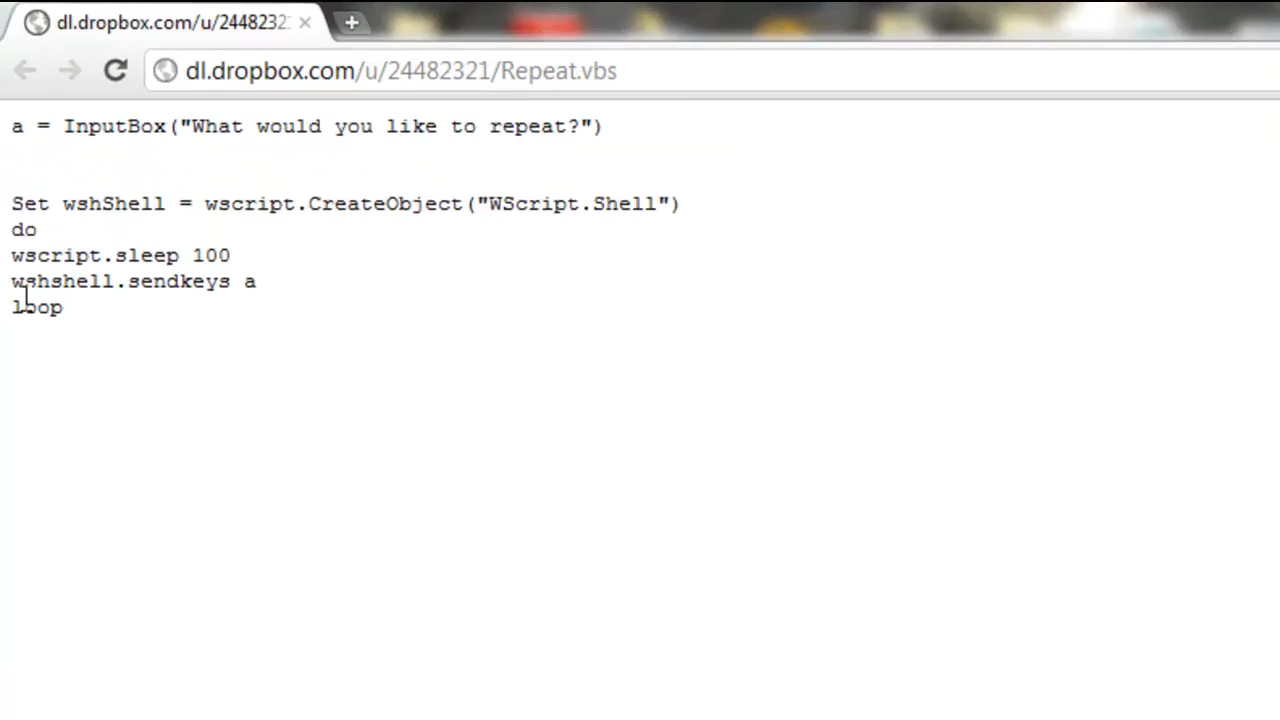 dl.dropbox.com/u/2448232
dl.dropbox.com/u/24482321/Repeat.vbs
a = InputBox("What would you like to repeat?")
Set wshShell = wscript.CreateObject("WScript.Shell")
do
wscript.sleep 100
wshshell.sendkeys a
loop